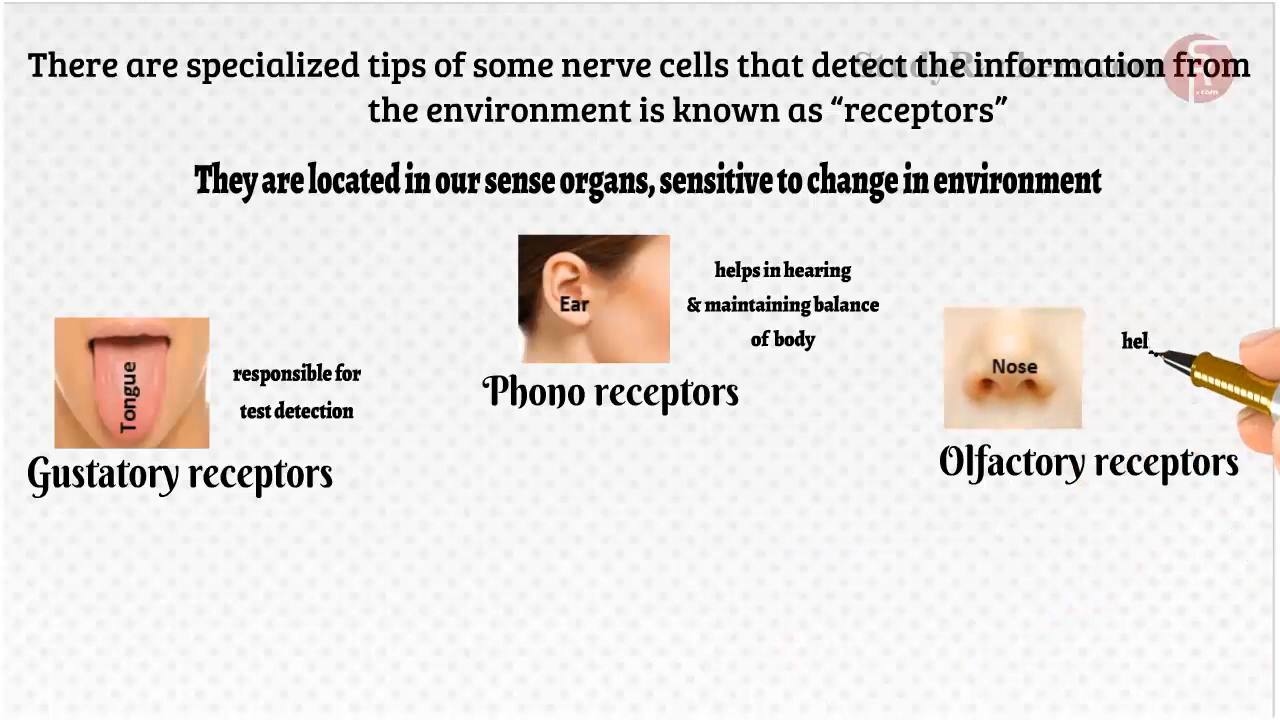 There are specialized tips of some nerve cells that detect the information from
the environment is known as “receptors”
They are located in our sense organs, sensitive to change in environment
Ear
helps in hearing
& maintaining balance
of body
Phono receptors
Tongue
responsible for
test detection
Gustatory receptors
Nose
hel
Olfactory receptors
.com